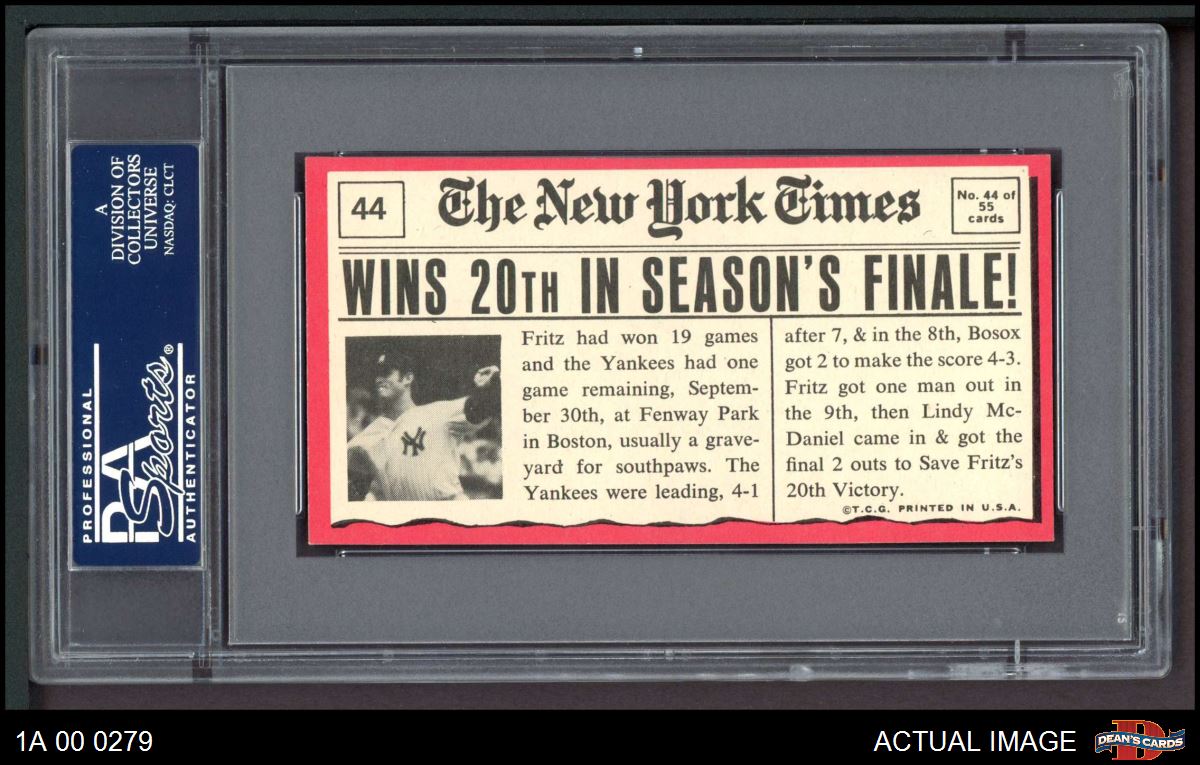 A
DIVISION OF
COLLECTORS
UNIVERSE
NASDAQ: CLCT
PROFESSIONAL
PSA
Sports®
AUTHENTICATOR
44
The New York Times
No. 44 of
55
cards
WINS 20TH IN SEASON'S FINALE!
Fritz had won 19 games
and the Yankees had one
game remaining, Septem-
ber 30th, at Fenway Park
in Boston, usually a grave-
yard for southpaws. The
Yankees were leading, 4-1
after 7, & in the 8th, Bosox
got 2 to make the score 4-3.
Fritz got one man out in
the 9th, then Lindy Mc-
Daniel came in & got the
final 2 outs to Save Fritz's
20th Victory.
©T.C.G. PRINTED IN U.S.A.
NY
1A 00 0279
ACTUAL IMAGE
DEAN'S CARDS